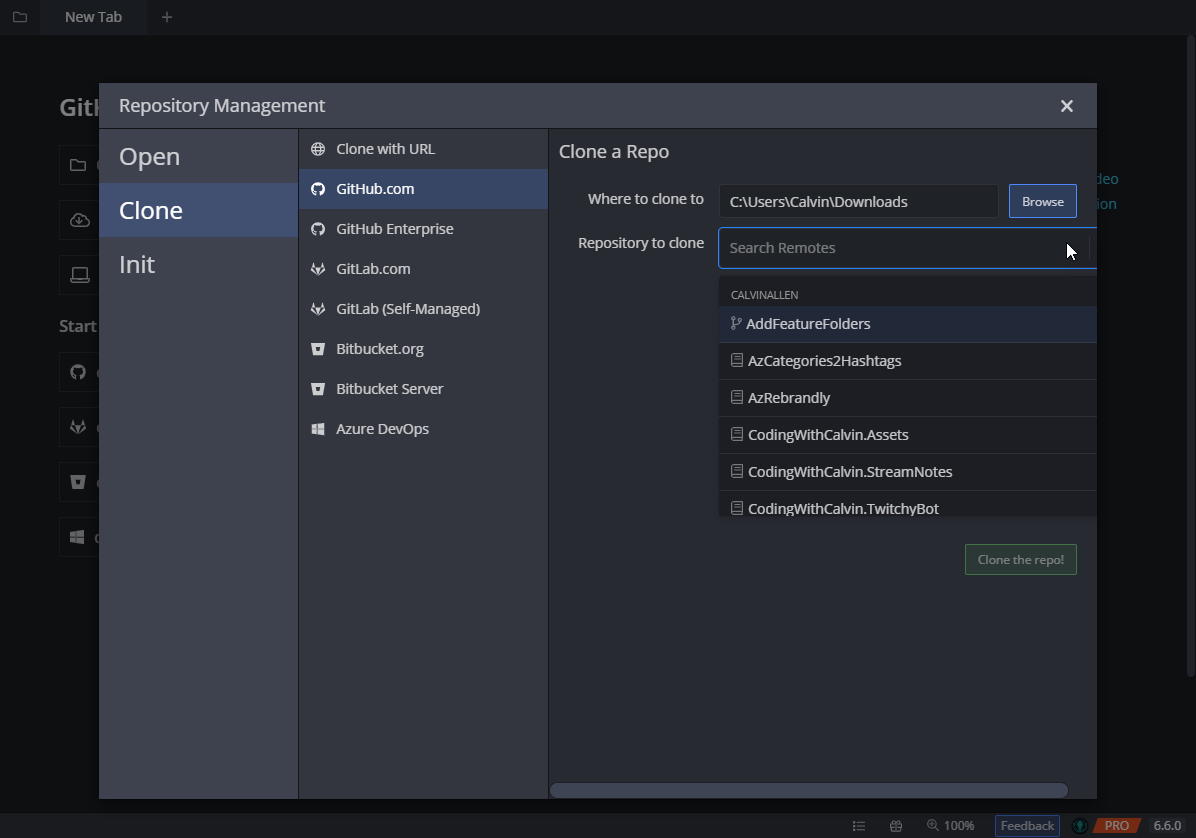 New Tab
GitK
Repository Management
Open
Clone
Init
Clone with URL
GitHub.com
GitHub Enterprise
GitLab.com
GitLab (Self-Managed)
Bitbucket.org
Bitbucket Server
Azure DevOps
Clone a Repo
Where to clone to
C:\Users\Calvin\Downloads
Browse
Repository to clone
Search Remotes
CALVINALLEN
AddFeatureFolders
AzCategories2Hashtags
AzRebrandly
CodingWithCalvin.Assets
CodingWithCalvin.StreamNotes
CodingWithCalvin.TwitchyBot
Clone the repo!
Start
deo
ion
100%
Feedback
PRO
6.6.0